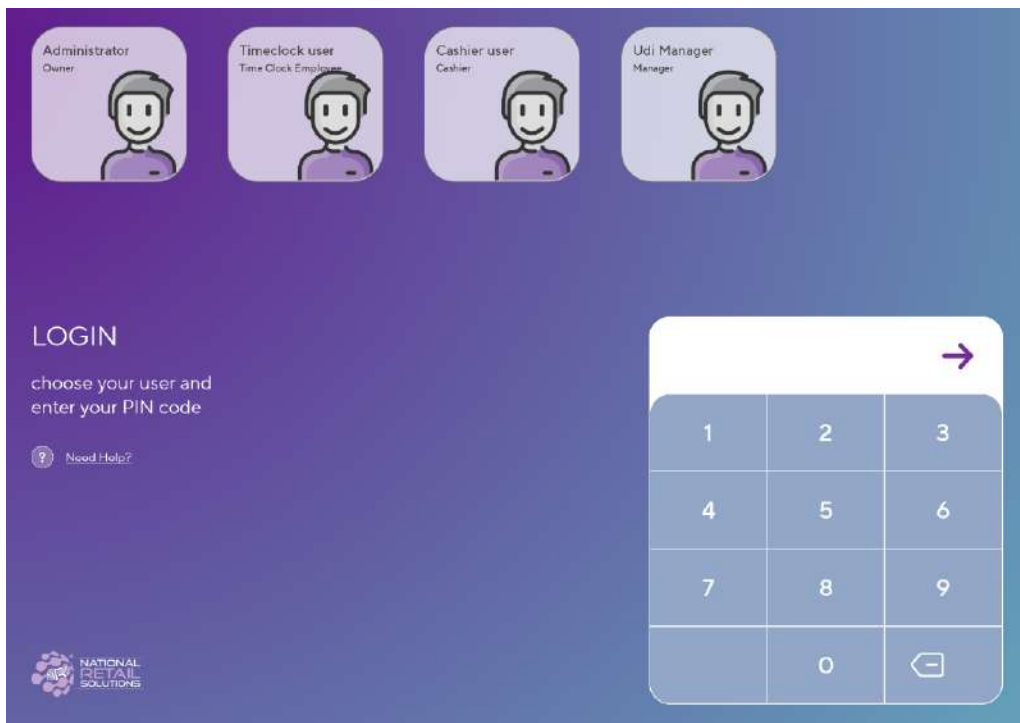 Administrator
Owner
Timeclock user
Time Clock Employee
Cashier user
Cashier
Udi Manager
Manager
LOGIN
choose your user and
enter your PIN code
? Need Help?
1 2 3
4 5 6
7 8 9
0
NATIONAL
RETAIL
SOLUTIONS